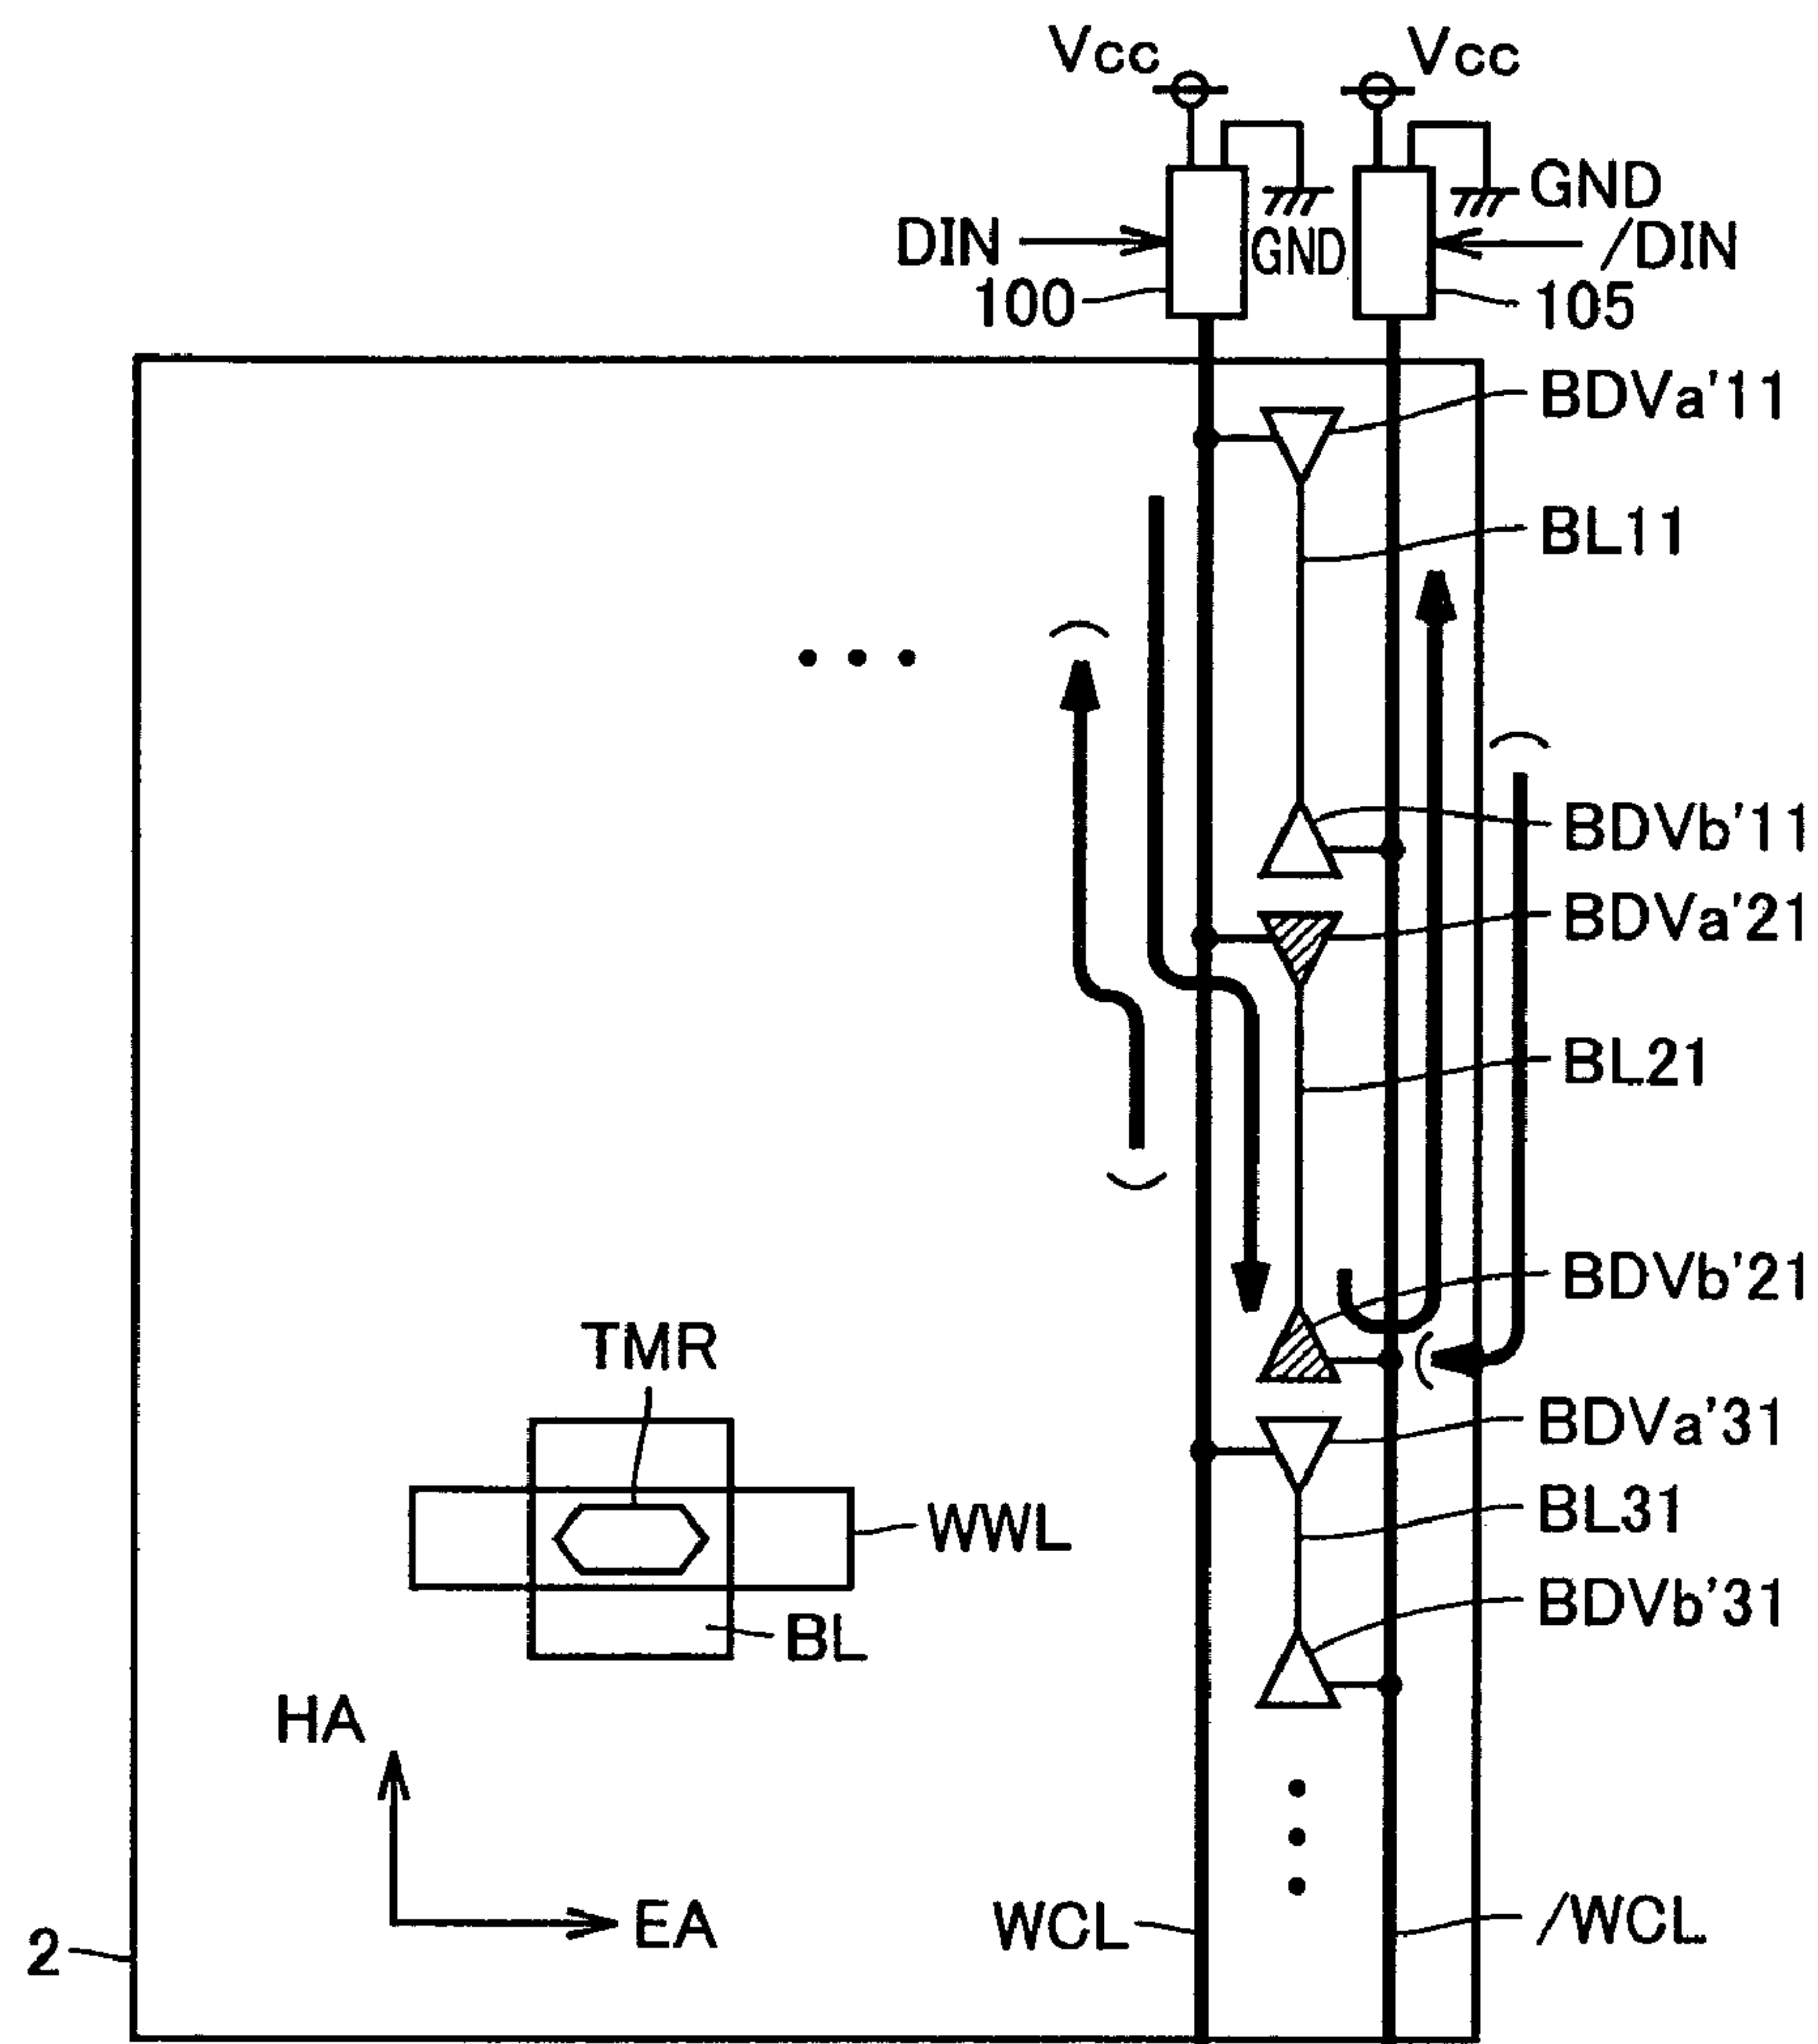 Vcc
Vcc
GND
DIN
GND
/DIN
100
105
BDVa'11
BL11
BDVb'11
BDVa'21
BL21
BDVb'21
TMR
BDVa'31
BL31
WWL
BDVb'31
BL
HA
EA
WCL
/WCL
2